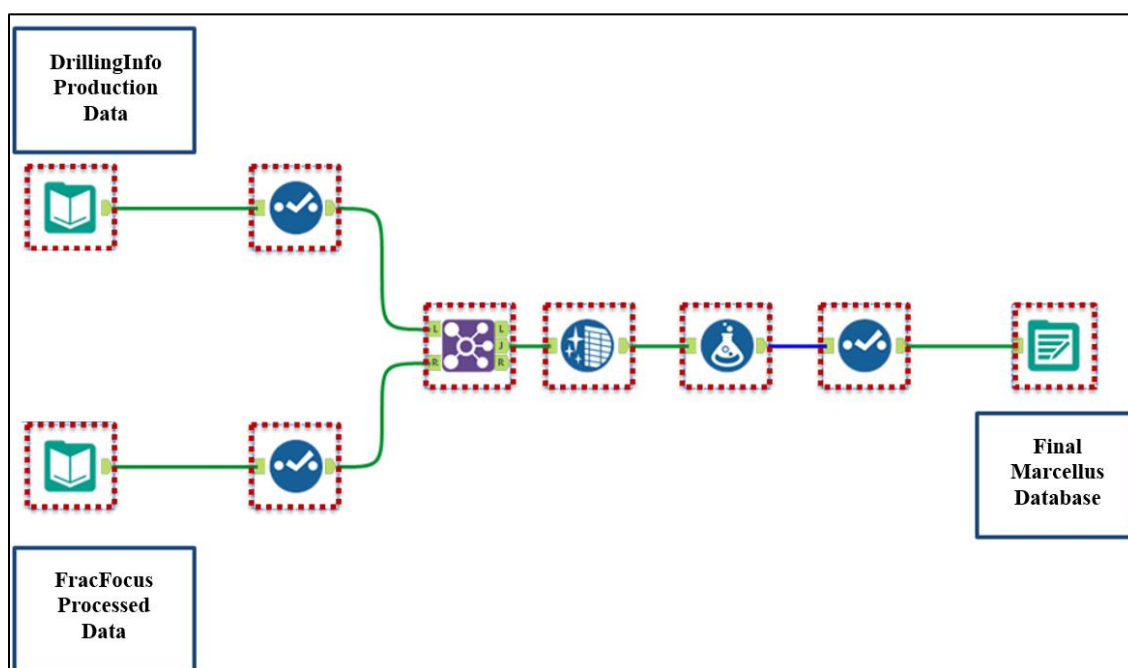 DrillingInfo
Production
Data
L
R
L
J
R
Final
Marcellus
Database
FracFocus
Processed
Data